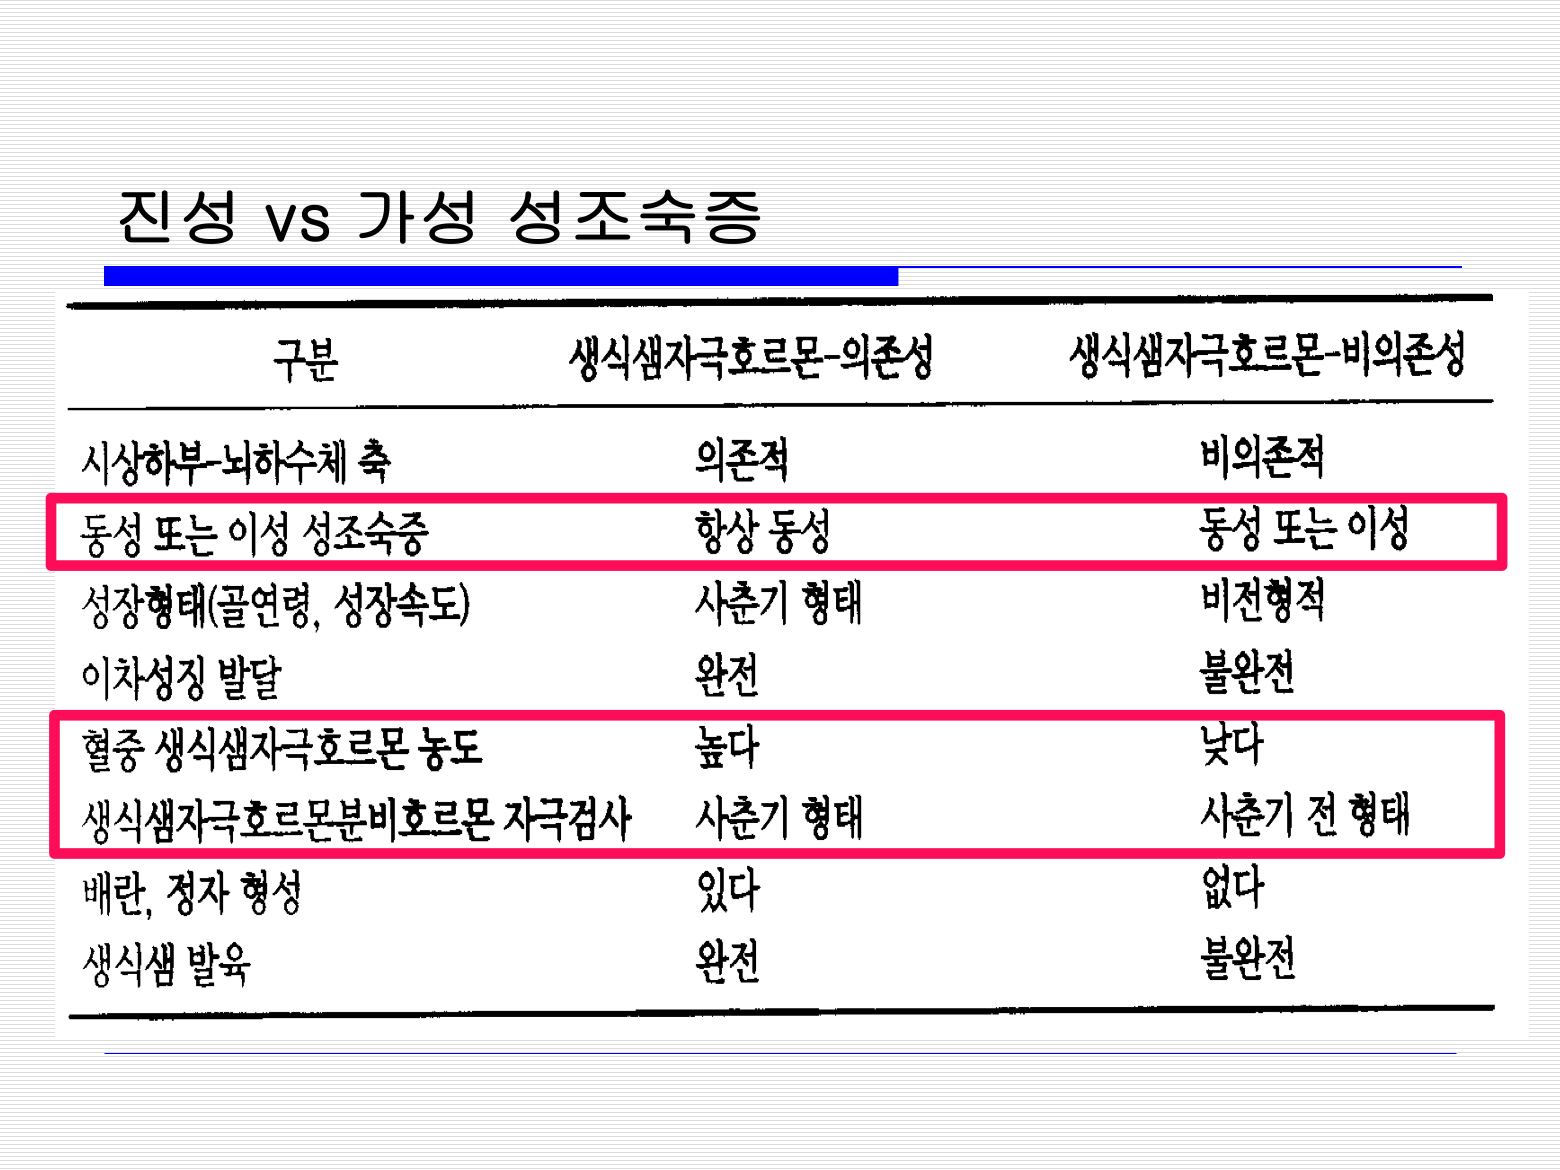 진성 vs 가성 성조숙증
구분 생식샘자극호르몬-의존성 생식샘자극호르몬-비의존성
시상하부-뇌하수체 축 의존적 비의존적
동성 또는 이성 성조숙증 항상 동성 동성 또는 이성
성장형태(골연령, 성장속도) 사춘기 형태 비전형적
이차성징 발달 완전 불완전
혈중 생식샘자극호르몬 농도 높다 낮다
생식샘자극호르몬분비호르몬 자극검사 사춘기 형태 사춘기 전 형태
배란, 정자 형성 있다 없다
생식샘 발육 완전 불완전